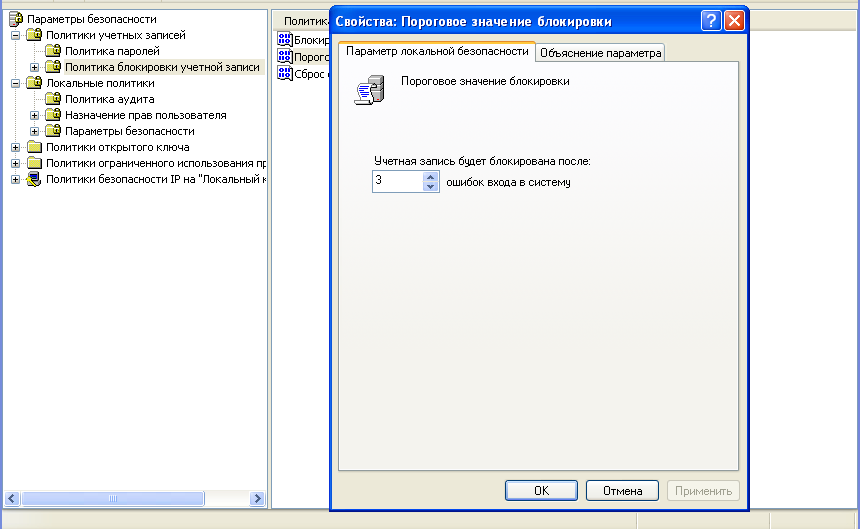 Параметры безопасности
Политики учетных записей
Политика паролей
Политика блокировки учетной записи
Локальные политики
Политика аудита
Назначение прав пользователя
Параметры безопасности
Политики открытого ключа
Политики ограниченного использования пр
Политики безопасности IP на "Локальный к
Политика
Блокир
Порого
Сброс
Свойства: Пороговое значение блокировки
Параметр локальной безопасности
Объяснение параметра
Пороговое значение блокировки
Учетная запись будет блокирована после:
3
ошибок входа в систему
OK
Отмена
Применить